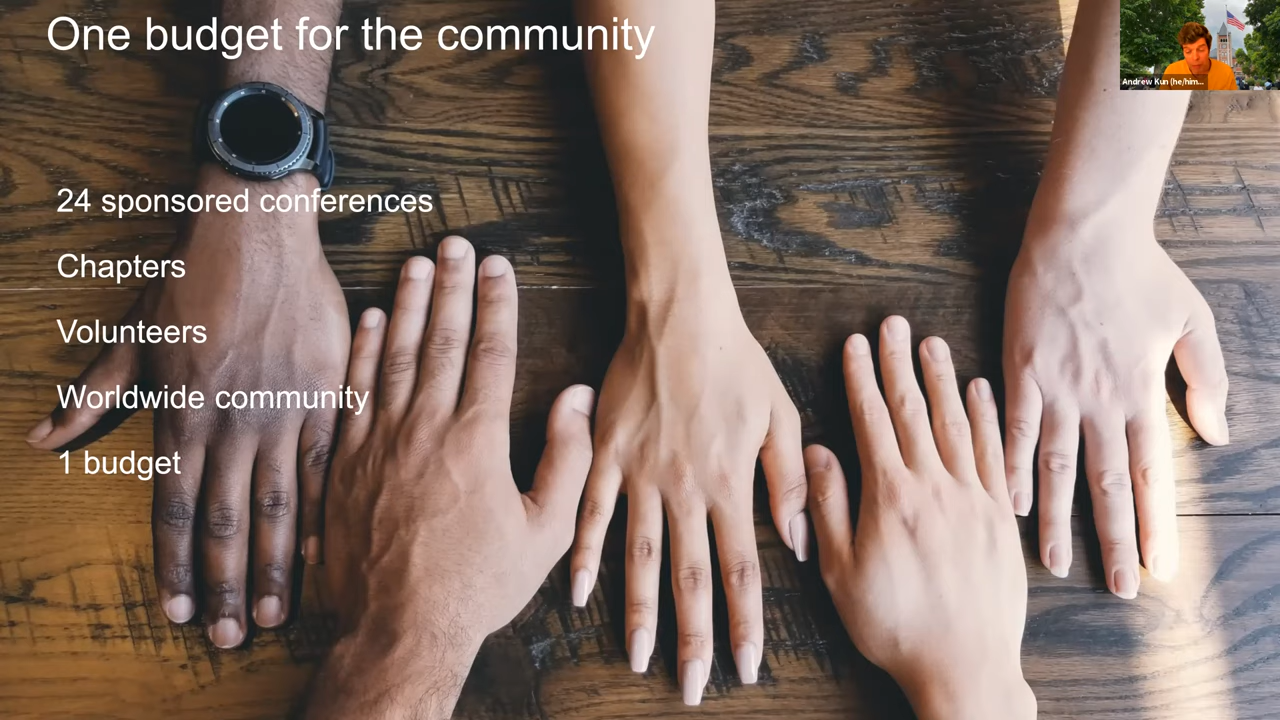 One budget for the community
Andrew Kun (he/him...
24 sponsored conferences
Chapters
Volunteers
Worldwide community
1 budget